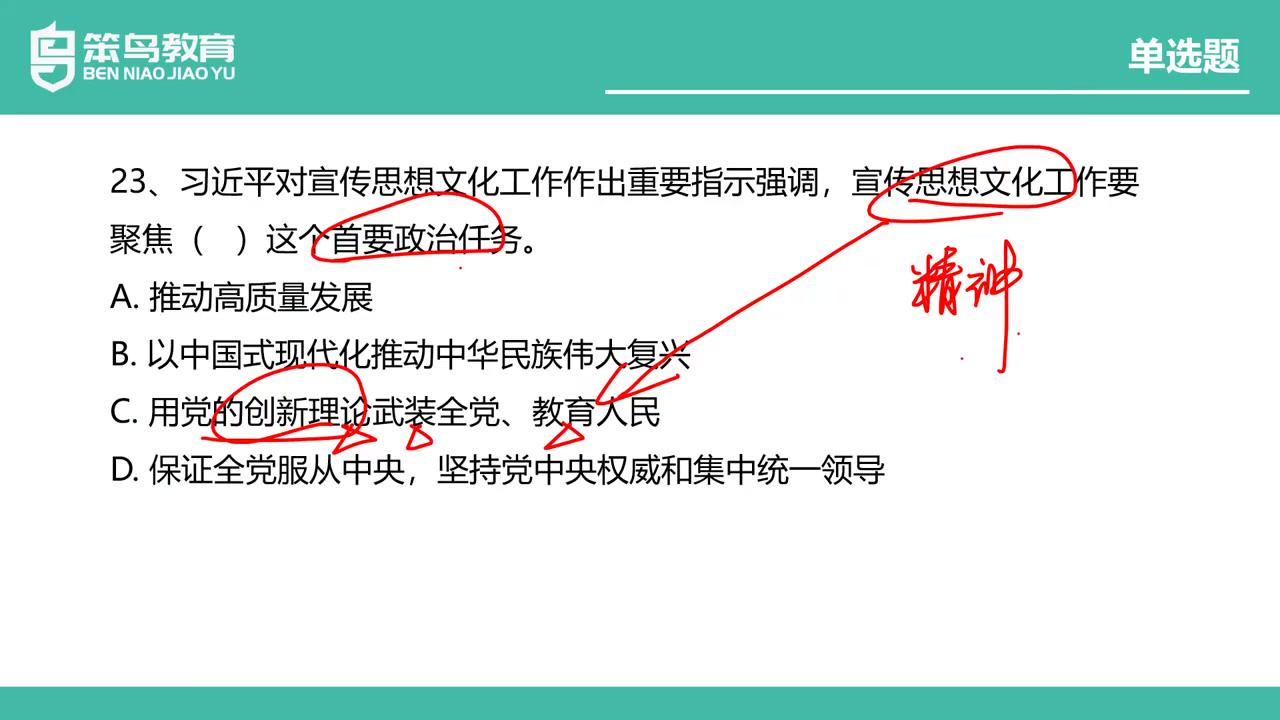 笨鸟教育
BEN NIAO JIAO YU
单选题
23、习近平对宣传思想文化工作作出重要指示强调，宣传思想文化工作要
聚焦（　）这个首要政治任务。
精神
A. 推动高质量发展
B. 以中国式现代化推动中华民族伟大复兴
C. 用党的创新理论武装全党、教育人民
D. 保证全党服从中央，坚持党中央权威和集中统一领导